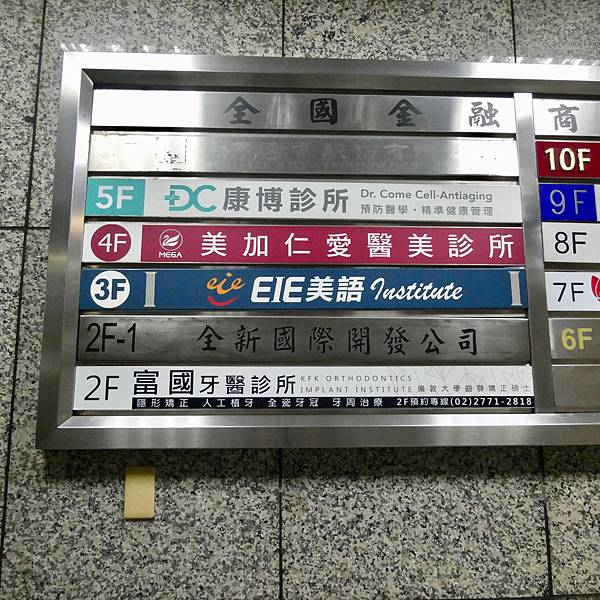 全國金融商
5F DC康博診所 Dr. Come Cell-Antiaging
預防醫學・精準健康管理
4F MEGA 美加仁愛醫美診所
3F eie EIE美語 Institute
2F-1 全新國際開發公司
2F 富國牙醫診所 KFK ORTHODONTICS
IMPLANT INSTITUTE 倫敦大學齒顎矯正碩士
隱形矯正 人工植牙 全瓷牙冠 牙周治療 2F預約專線(02)2771-2818
10F
9F
8F
7F
6F